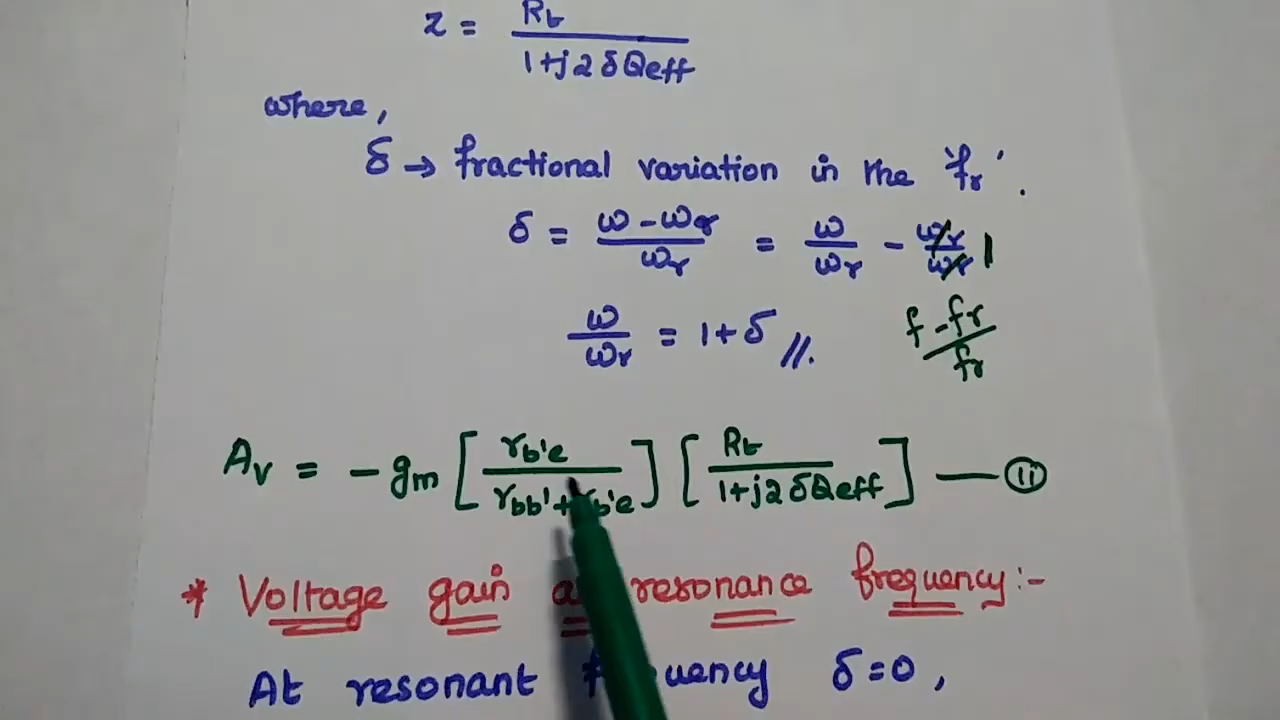 z = Rt / 1+j2δQeff
where,
δ → fractional variation in the 'fr'.
δ = ω - ωr / ωr = ω / ωr - ωr / ωr 1
ω / ωr = 1+δ //. f - fr / fr
Av = - gm [ rb'e / rbb' + rb'e ] [ Rt / 1+j2δQeff ] — 11
* Voltage gain resonance frequency:-
At resonant δ=0,